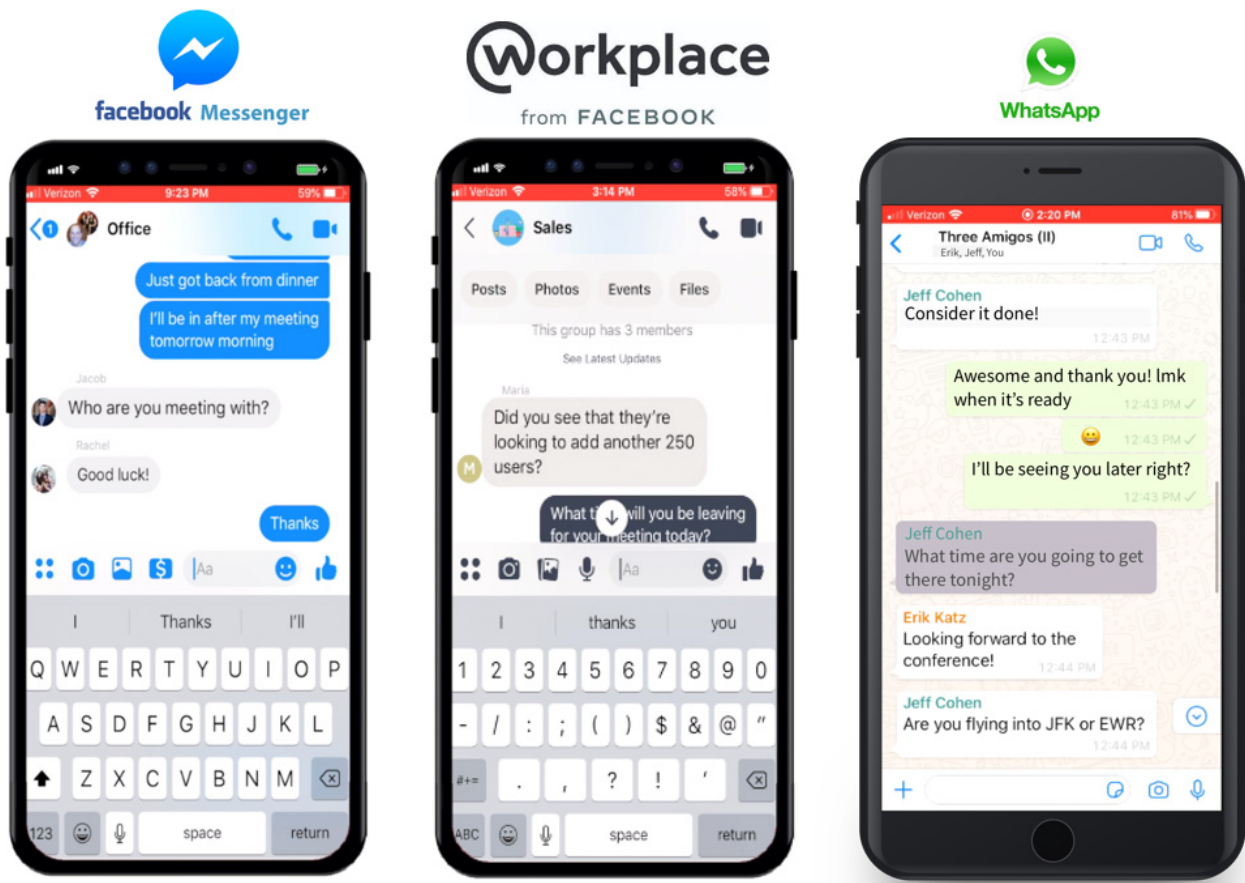 facebook Messenger
Workplace
from FACEBOOK
WhatsApp
Verizon 9:23 PM 59%
1 Office
Just got back from dinner
I'll be in after my meeting
tomorrow morning
Jacob
Who are you meeting with?
Rachel
Good luck!
Thanks
Aa
I Thanks I'll
Q W E R T Y U I O P
A S D F G H J K L
Z X C V B N M
123 space return
Verizon 3:14 PM 58%
Sales
Posts Photos Events Files
This group has 3 members
See Latest Updates
Maria
Did you see that they're
looking to add another 250
users?
M
What will you be leaving
for your meeting today?
Aa
I thanks you
1 2 3 4 5 6 7 8 9 0
- / : ; ( ) $ & @ "
#+= . , ? ! '
ABC space return
Verizon 2:20 PM 81%
Three Amigos (II)
Erik, Jeff, You
Jeff Cohen
Consider it done!
12:43 PM
Awesome and thank you! lmk
when it's ready
12:43 PM
12:43 PM
I'll be seeing you later right?
12:43 PM
Jeff Cohen
What time are you going to get
there tonight?
Erik Katz
Looking forward to the
conference!
12:44 PM
Jeff Cohen
Are you flying into JFK or EWR?
12:44 PM